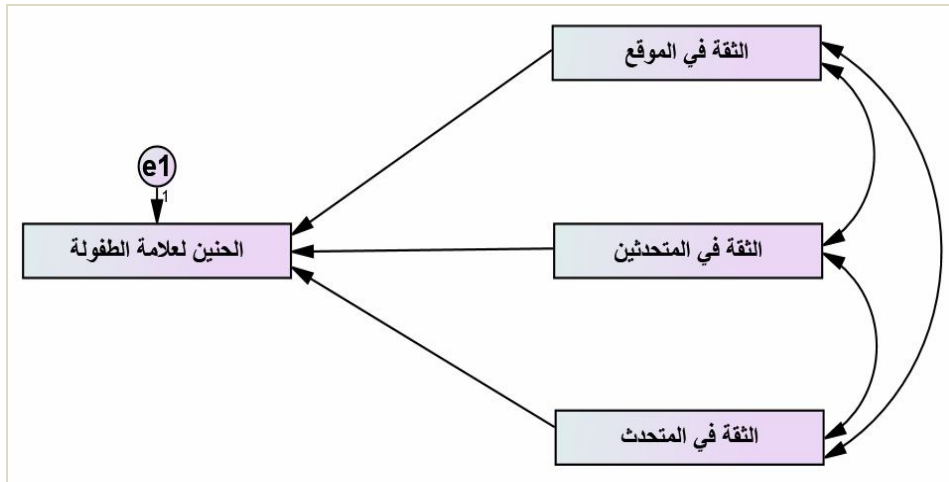 الثقة في الموقع
e1
1
الحنين لعلامة الطفولة
الثقة في المتحدثين
الثقة في المتحدث